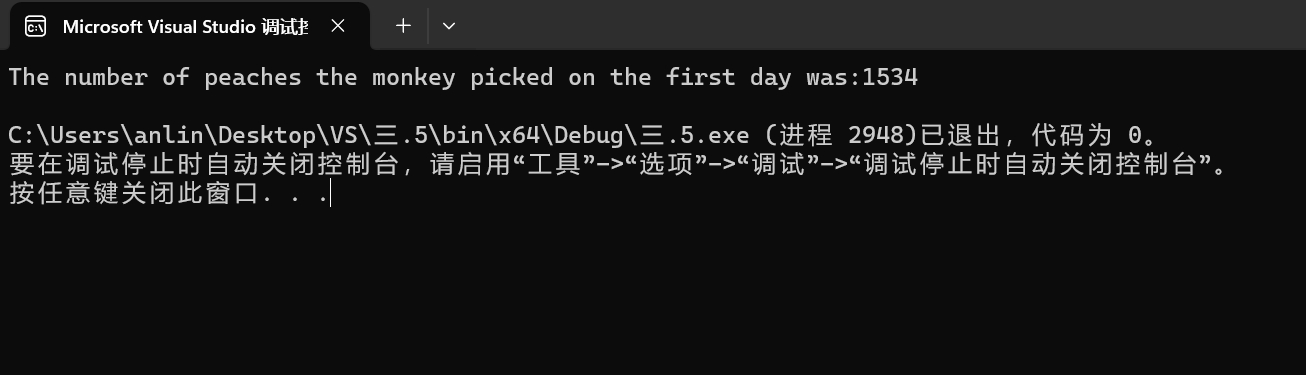 Microsoft Visual Studio 调试
The number of peaches the monkey picked on the first day was:1534
C:\Users\anlin\Desktop\VS\三.5\bin\x64\Debug\三.5.exe (进程 2948)已退出，代码为 0。
要在调试停止时自动关闭控制台，请启用“工具”->“选项”->“调试”->“调试停止时自动关闭控制台”。
按任意键关闭此窗口. . .